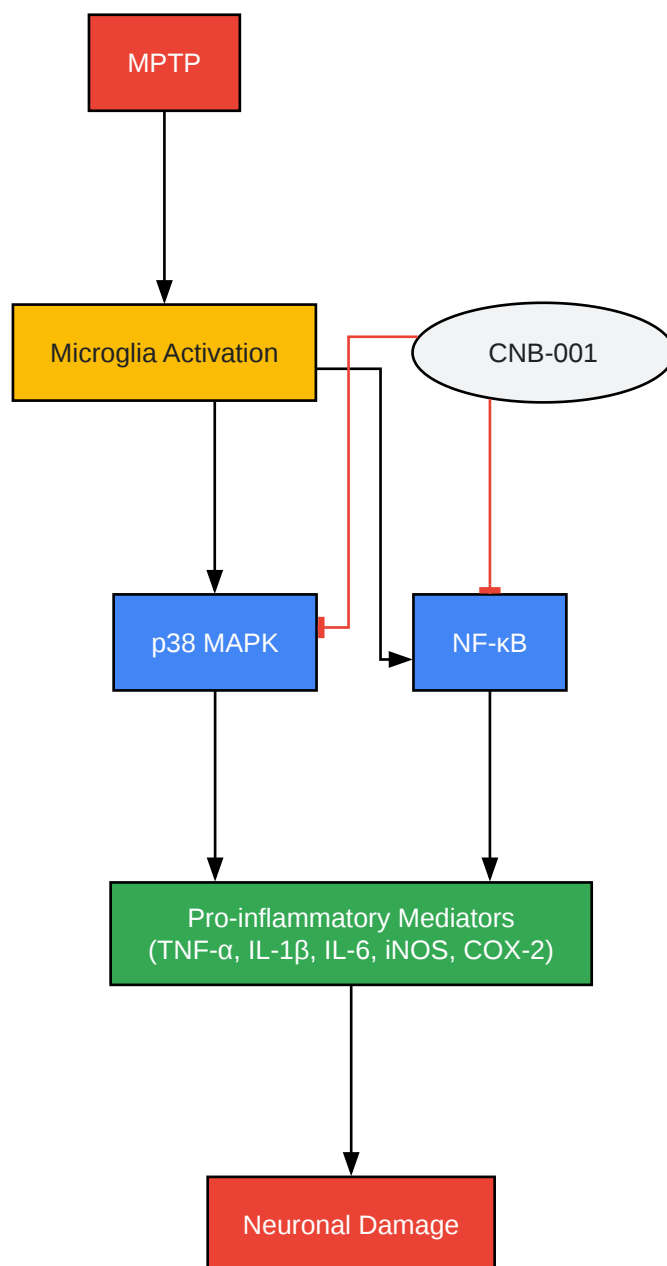 MPTP
Microglia Activation
CNB-001
p38 MAPK
NF-κB
Pro-inflammatory Mediators
(TNF-α, IL-1β, IL-6, iNOS, COX-2)
Neuronal Damage